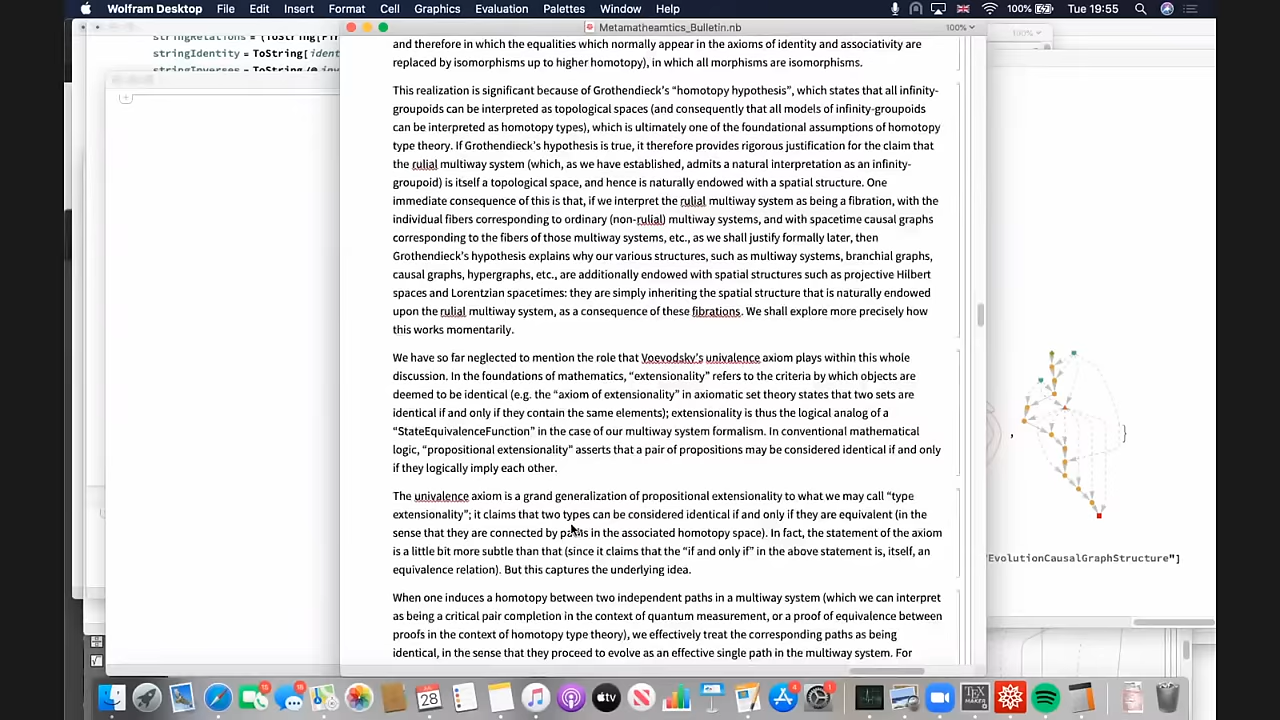 Wolfram Desktop File Edit Insert Format Cell Graphics Evaluation Palettes Window Help 100% Tue 19:55
Metamatheamtics_Bulletin.nb 100%
100%
stringIdentity = ToString[ident
stringInverses = ToString /@ inv
and therefore in which the equalities which normally appear in the axioms of identity and associativity are
replaced by isomorphisms up to higher homotopy), in which all morphisms are isomorphisms.
This realization is significant because of Grothendieck's “homotopy hypothesis”, which states that all infinity-
groupoids can be interpreted as topological spaces (and consequently that all models of infinity-groupoids
can be interpreted as homotopy types), which is ultimately one of the foundational assumptions of homotopy
type theory. If Grothendieck's hypothesis is true, it therefore provides rigorous justification for the claim that
the rulial multiway system (which, as we have established, admits a natural interpretation as an infinity-
groupoid) is itself a topological space, and hence is naturally endowed with a spatial structure. One
immediate consequence of this is that, if we interpret the rulial multiway system as being a fibration, with the
individual fibers corresponding to ordinary (non-rulial) multiway systems, and with spacetime causal graphs
corresponding to the fibers of those multiway systems, etc., as we shall justify formally later, then
Grothendieck's hypothesis explains why our various structures, such as multiway systems, branchial graphs,
causal graphs, hypergraphs, etc., are additionally endowed with spatial structures such as projective Hilbert
spaces and Lorentzian spacetimes: they are simply inheriting the spatial structure that is naturally endowed
upon the rulial multiway system, as a consequence of these fibrations. We shall explore more precisely how
this works momentarily.
We have so far neglected to mention the role that Voevodsky's univalence axiom plays within this whole
discussion. In the foundations of mathematics, “extensionality” refers to the criteria by which objects are
deemed to be identical (e.g. the “axiom of extensionality” in axiomatic set theory states that two sets are
identical if and only if they contain the same elements); extensionality is thus the logical analog of a
“StateEquivalenceFunction” in the case of our multiway system formalism. In conventional mathematical
logic, “propositional extensionality” asserts that a pair of propositions may be considered identical if and only
if they logically imply each other.
The univalence axiom is a grand generalization of propositional extensionality to what we may call “type
extensionality”; it claims that two types can be considered identical if and only if they are equivalent (in the
sense that they are connected by paths in the associated homotopy space). In fact, the statement of the axiom
is a little bit more subtle than that (since it claims that the “if and only if” in the above statement is, itself, an
equivalence relation). But this captures the underlying idea.
When one induces a homotopy between two independent paths in a multiway system (which we can interpret
as being a critical pair completion in the context of quantum measurement, or a proof of equivalence between
proofs in the context of homotopy type theory), we effectively treat the corresponding paths as being
identical, in the sense that they proceed to evolve as an effective single path in the multiway system. For
, }
EvolutionCausalGraphStructure"]
28
tv
TEX
MAKER